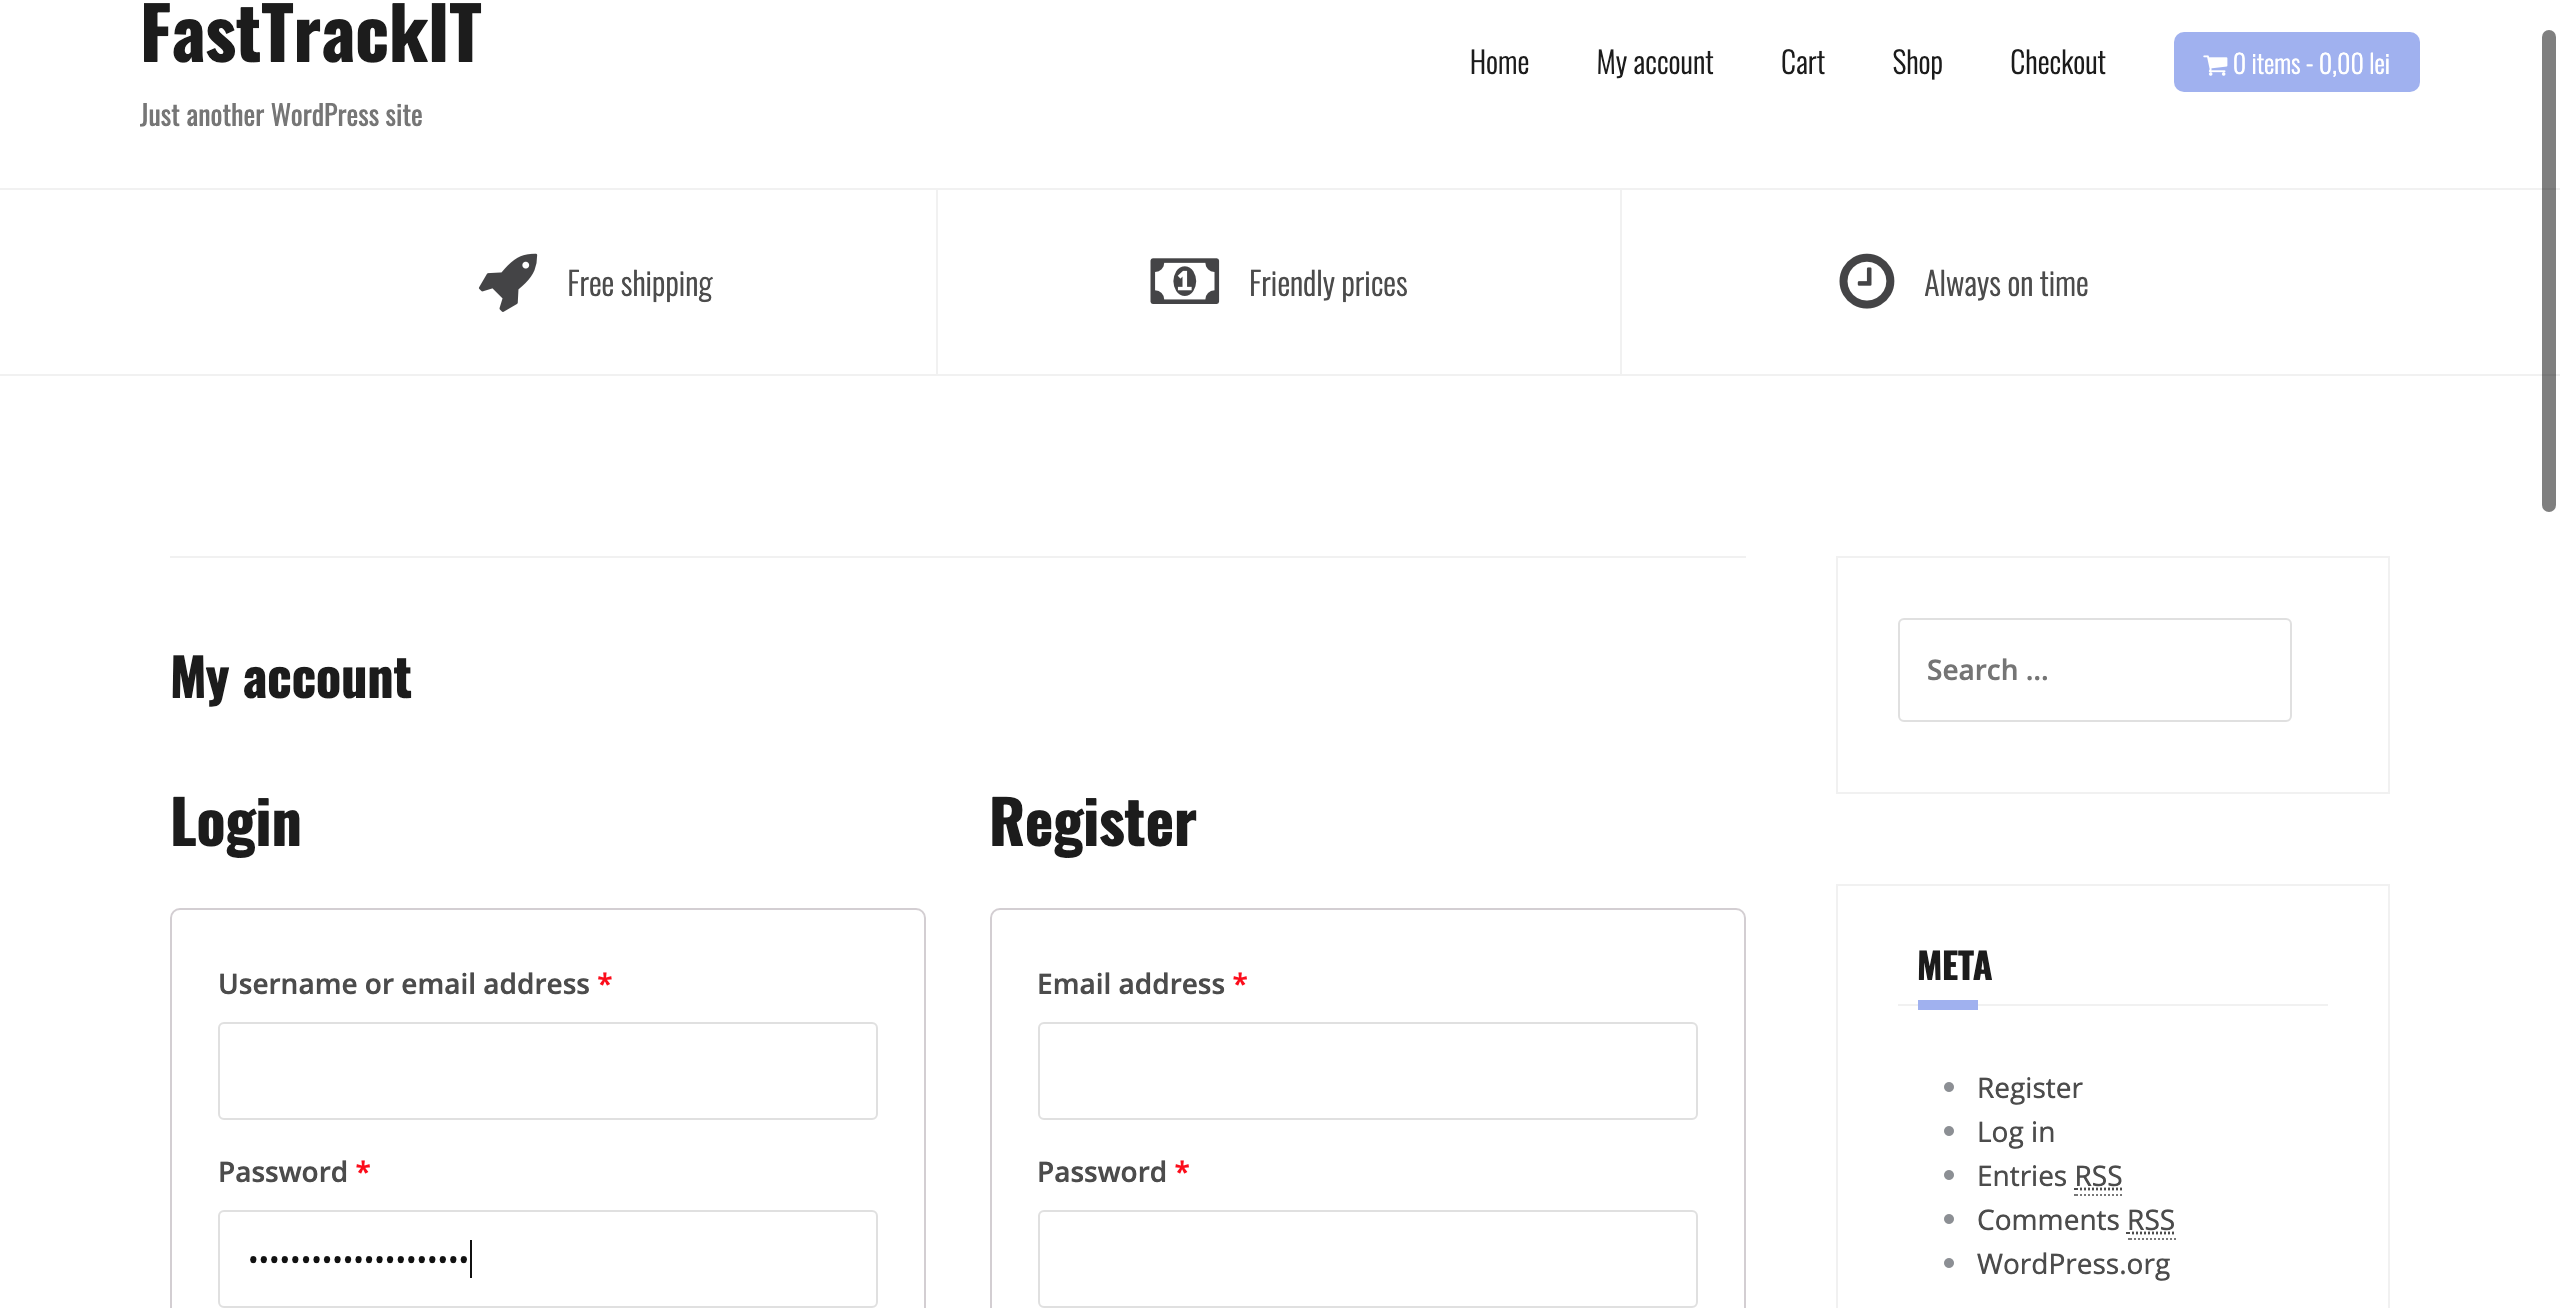 FastTrackIT
Just another WordPress site
Home My account Cart Shop Checkout 0 items - 0,00 lei
Free shipping Friendly prices Always on time
My account
Login
Username or email address *
Password *
•••••••••••••••••••••
Register
Email address *
Password *
Search ...
META
Register
Log in
Entries RSS
Comments RSS
WordPress.org